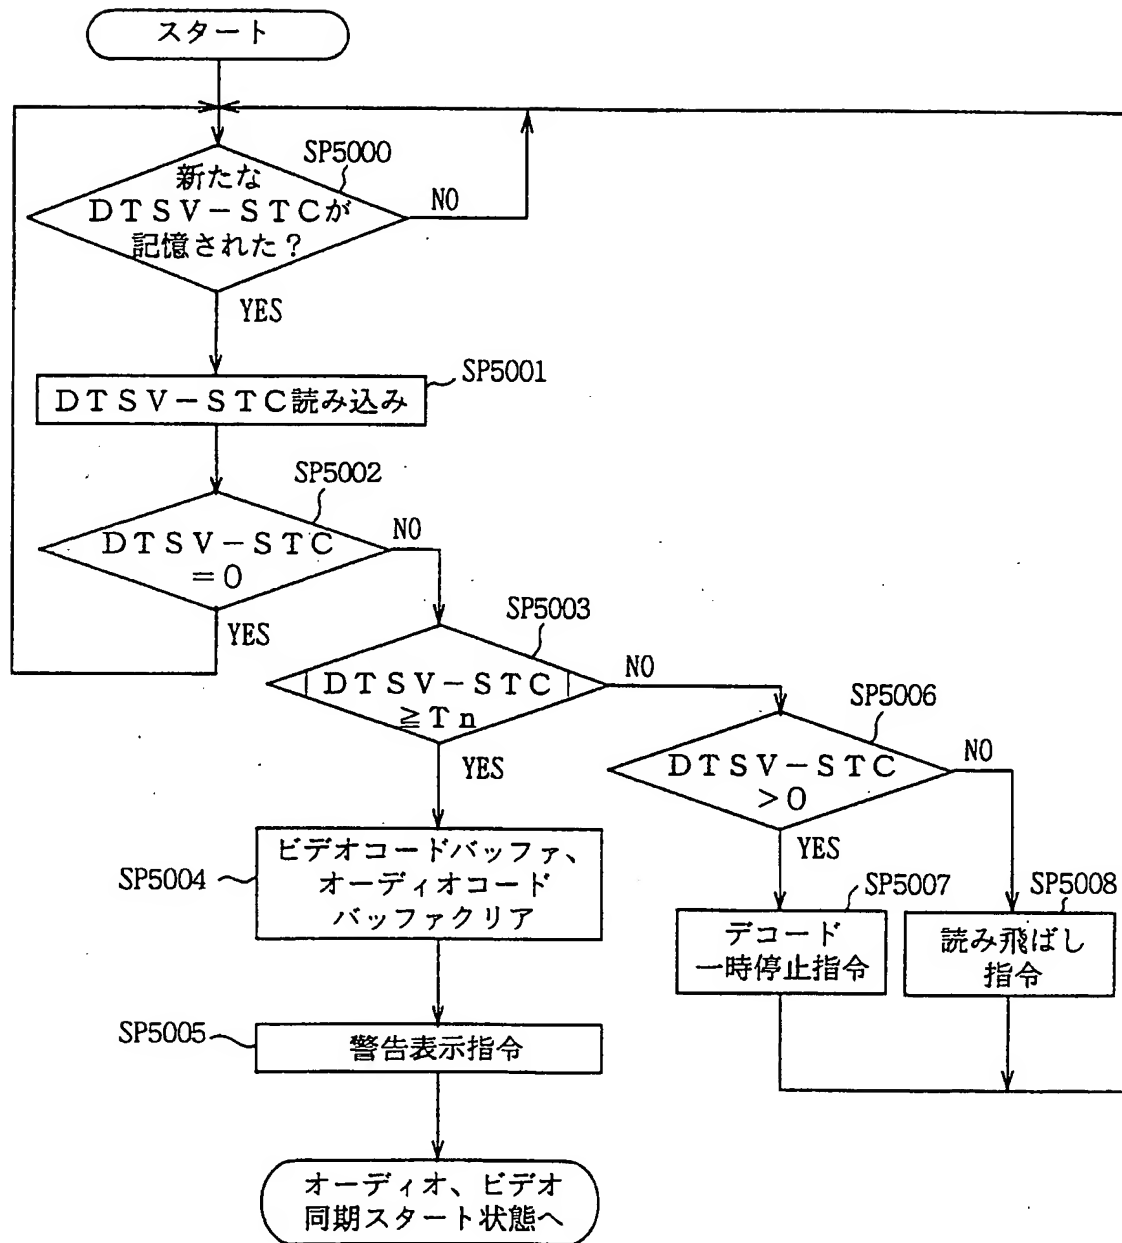 スタート
SP5000
新たな
DTSV-STCが
記憶された?
NO
YES
SP5001
DTSV-STC読み込み
SP5002
DTSV-STC
=0
NO
YES
SP5003
|DTSV-STC|
≧Tn
NO
YES
SP5006
DTSV-STC
>0
NO
YES
SP5004
ビデオコードバッファ、
オーディオコード
バッファクリア
SP5007
デコード
一時停止指令
SP5008
読み飛ばし
指令
SP5005
警告表示指令
オーディオ、ビデオ
同期スタート状態へ